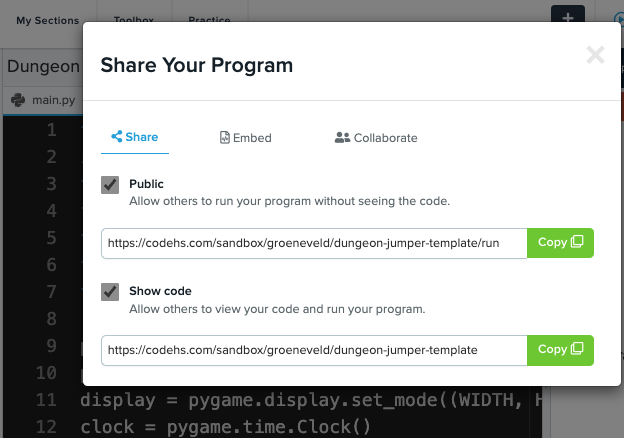 My Sections Toolbox Practice
Share Your Program
Dungeon
main.py
Share Embed Collaborate
1
2
3
4
5
6
7
8
9
10
11 display = pygame.display.set_mode((WIDTH, H
12 clock = pygame.time.Clock()
Public
Allow others to run your program without seeing the code.
https://codehs.com/sandbox/groeneveld/dungeon-jumper-template/run Copy
Show code
Allow others to view your code and run your program.
https://codehs.com/sandbox/groeneveld/dungeon-jumper-template Copy